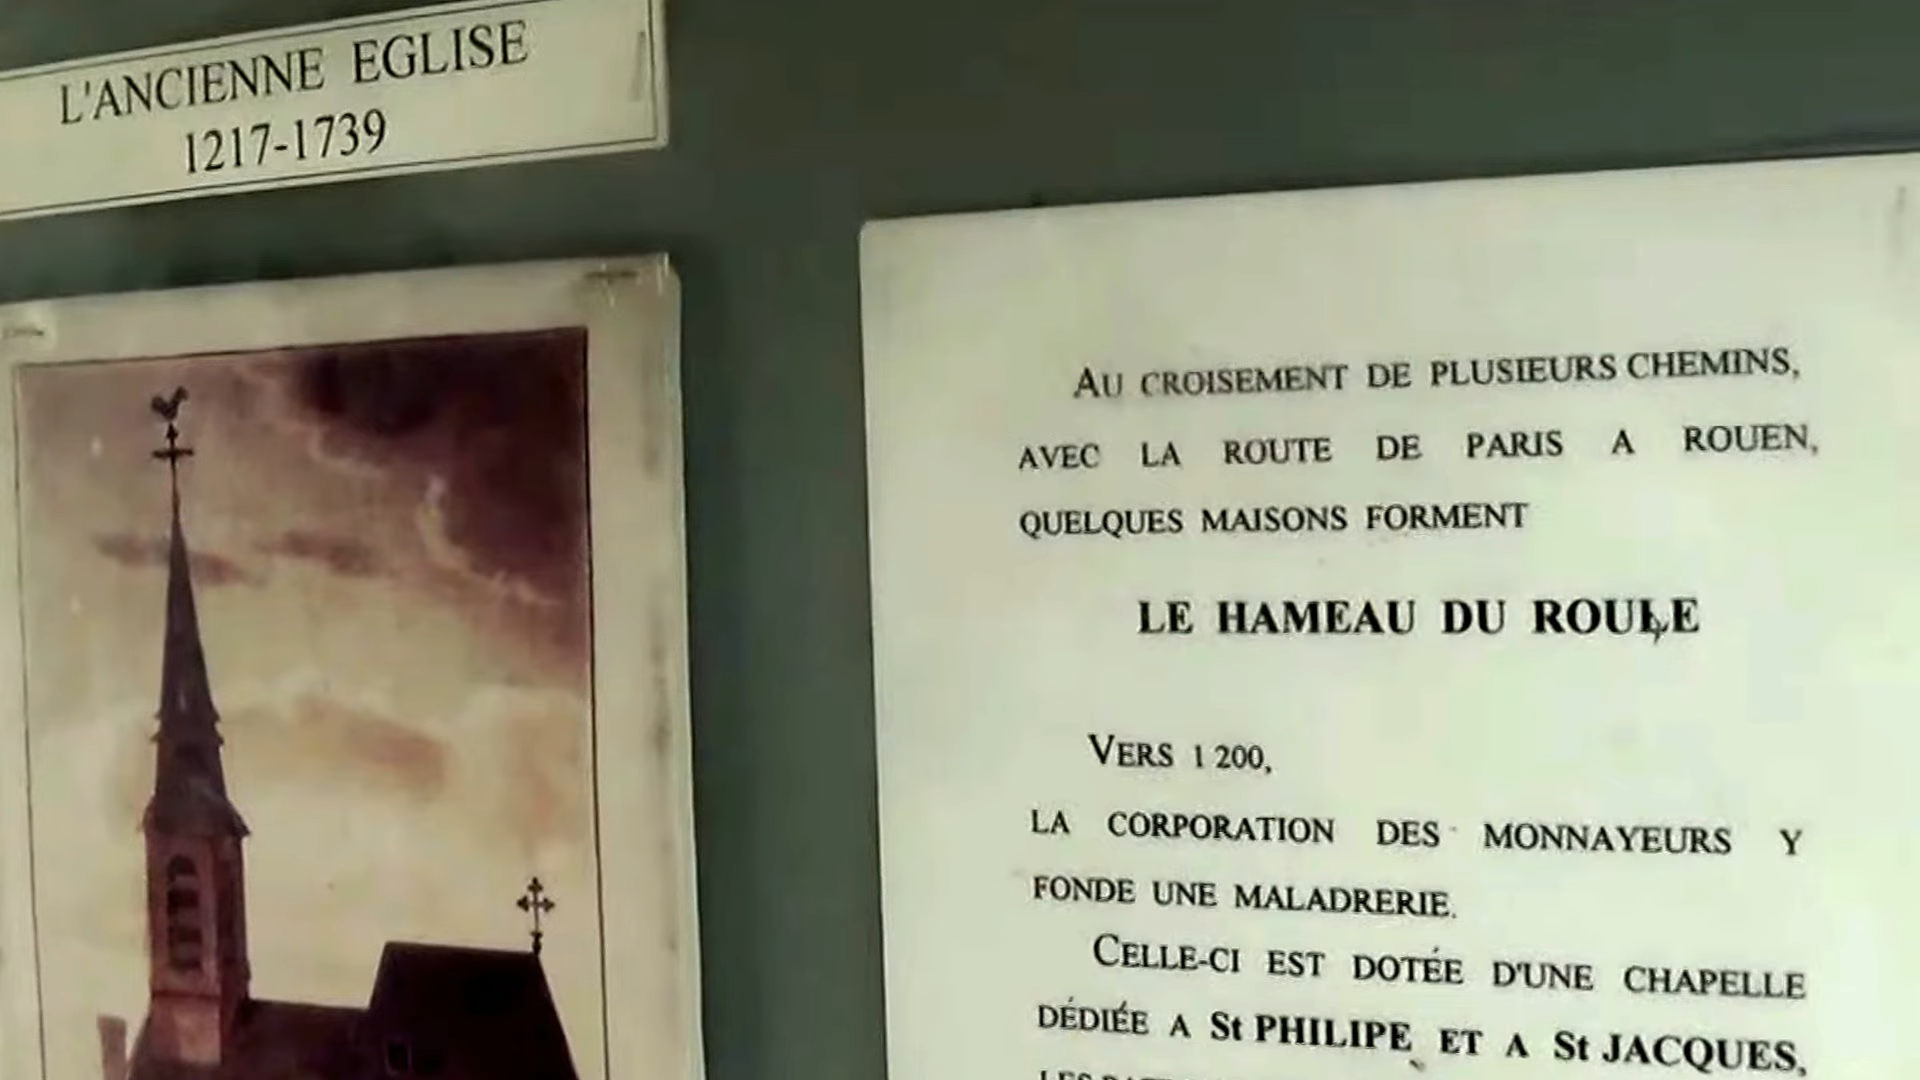 L'ANCIENNE EGLISE
1217-1739
AU CROISEMENT DE PLUSIEURS CHEMINS,
AVEC LA ROUTE DE PARIS A ROUEN,
QUELQUES MAISONS FORMENT
LE HAMEAU DU ROULE
VERS 1 200,
LA CORPORATION DES MONNAYEURS Y
FONDE UNE MALADRERIE.
CELLE-CI EST DOTÉE D'UNE CHAPELLE
DÉDIÉE A St PHILIPE ET A St JACQUES,